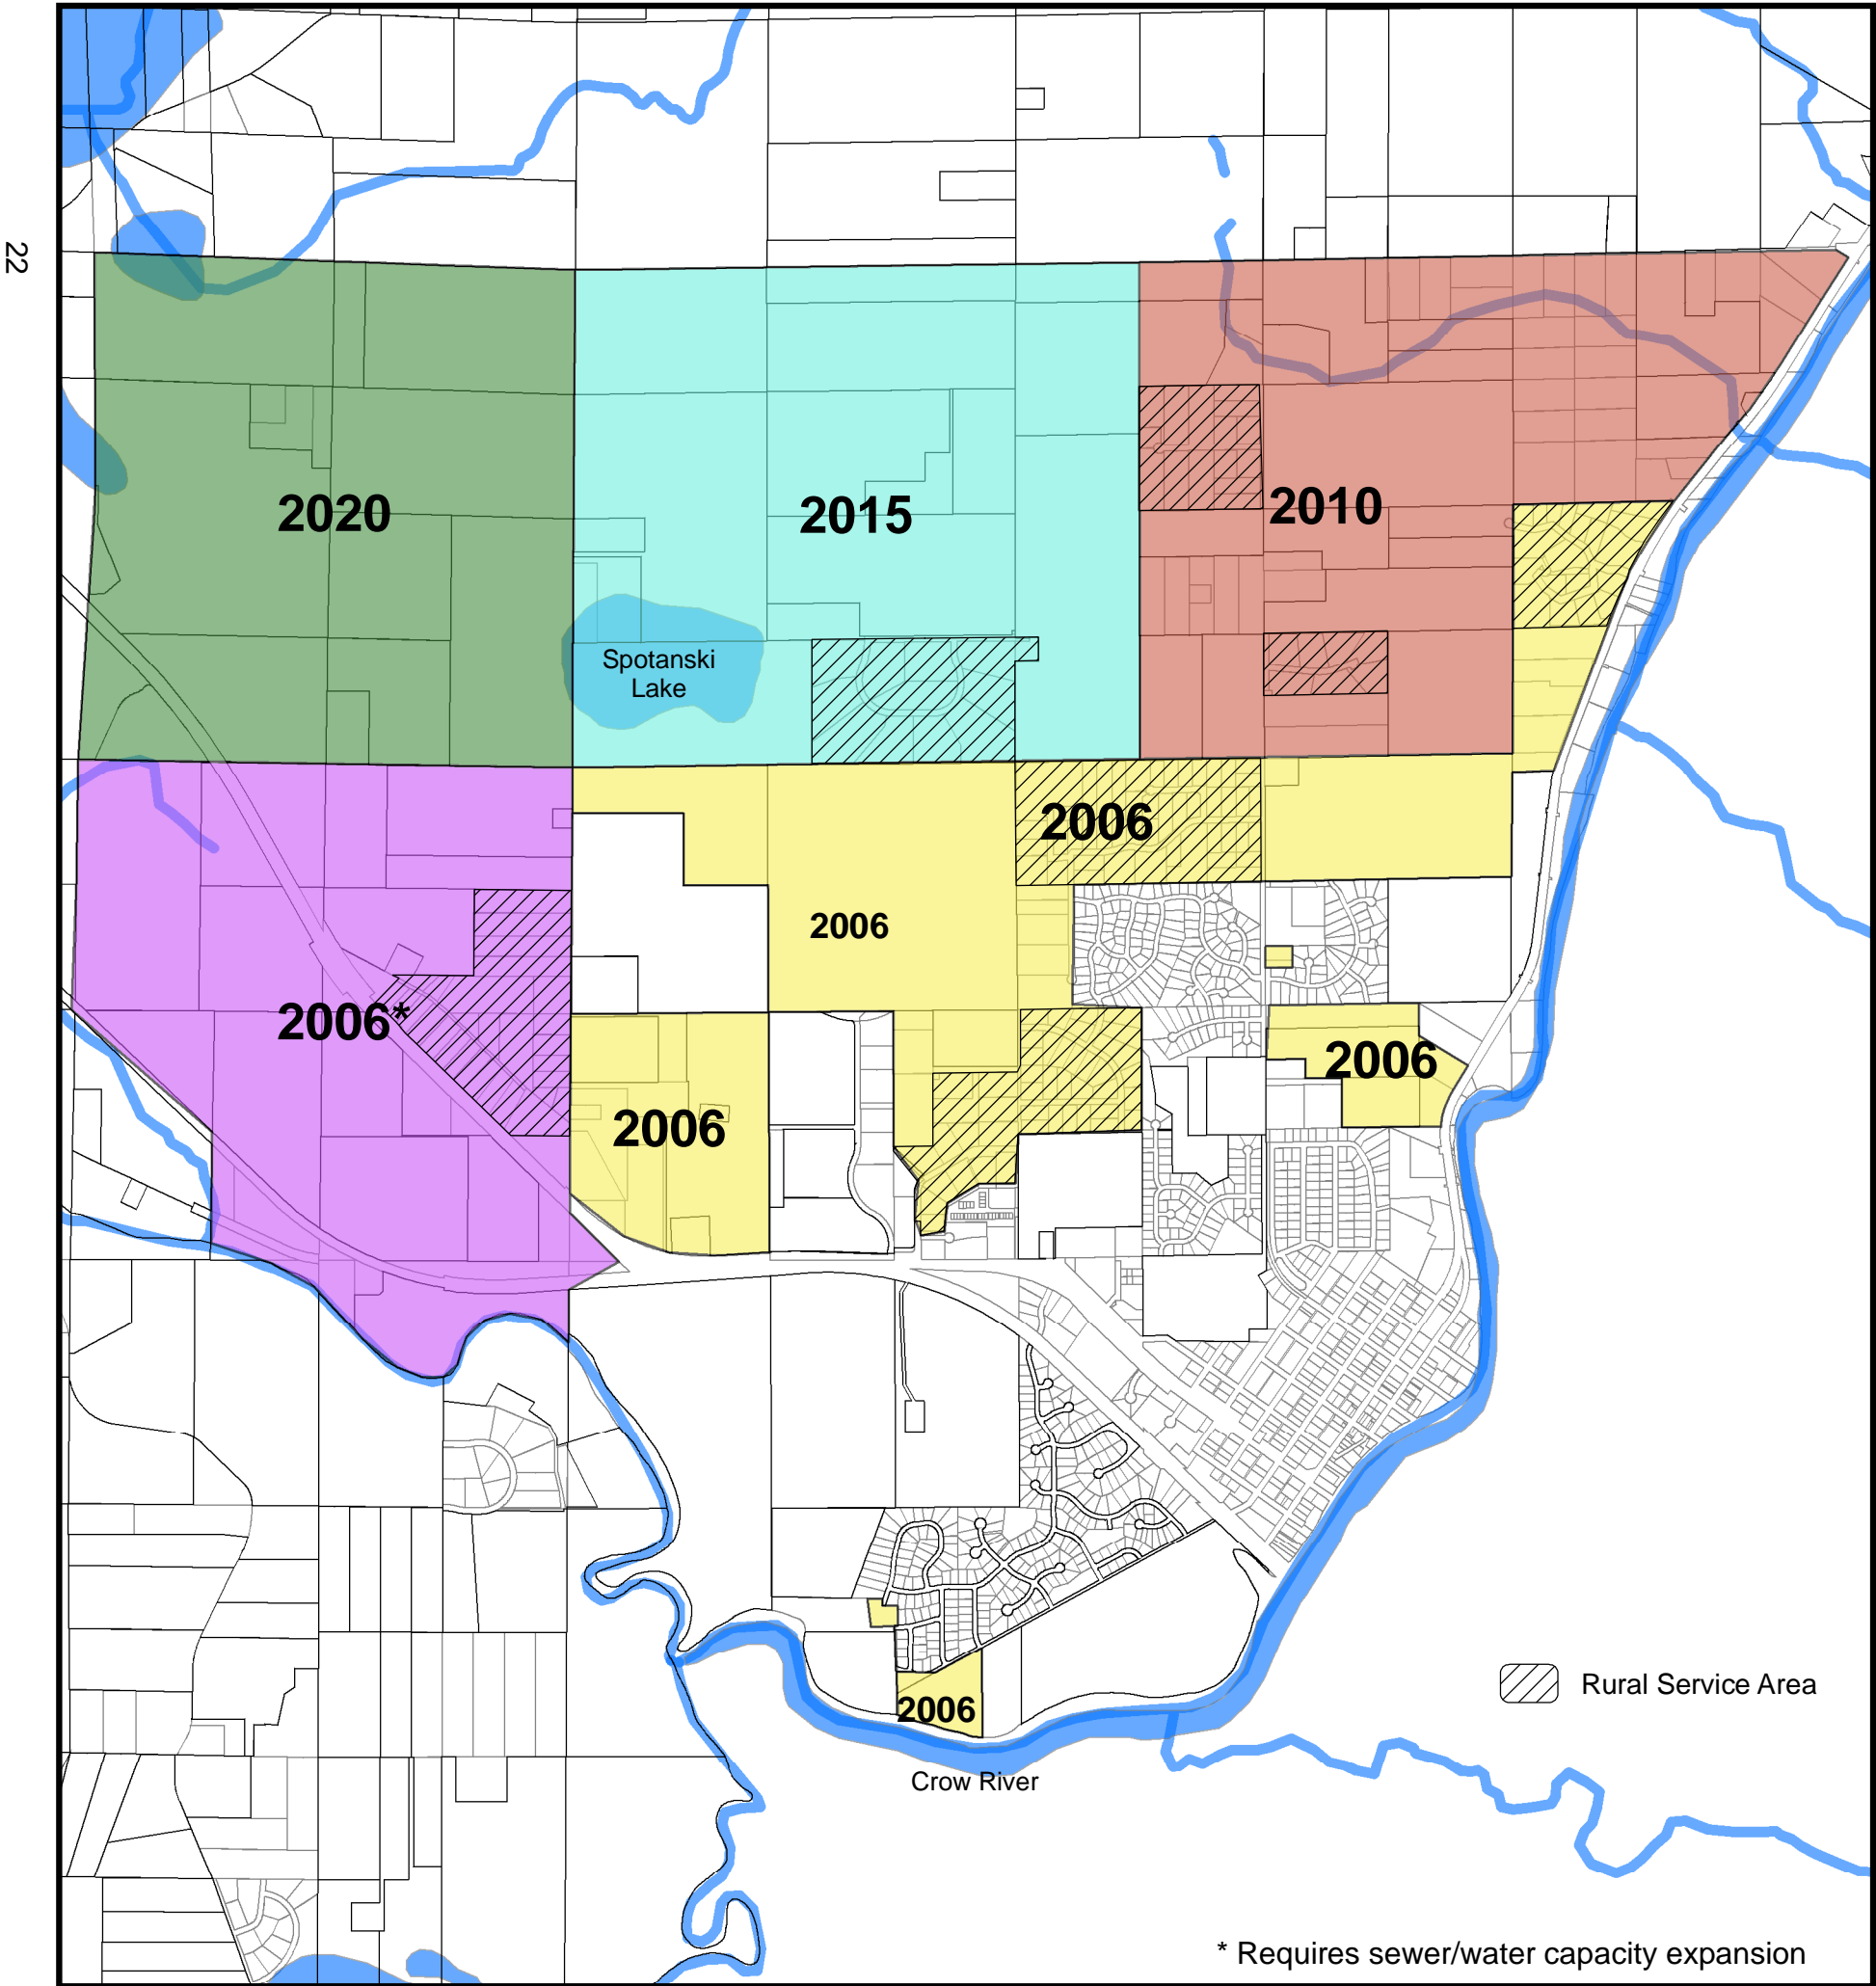 22
2020
2015
2010
Spotanski
Lake
2006
2006
2006*
2006
2006
2006
Rural Service Area
Crow River
* Requires sewer/water capacity expansion